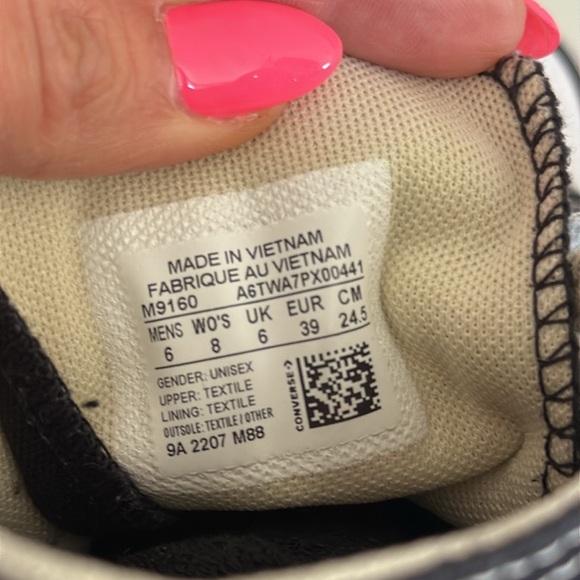 MADE IN VIETNAM
FABRIQUE AU VIETNAM
M9160 A6TWA7PX00441
MENS WO'S UK EUR CM
6 8 6 39 24.5
GENDER: UNISEX
UPPER: TEXTILE
LINING: TEXTILE
OUTSOLE: TEXTILE / OTHER
9A 2207 M88
CONVERSE